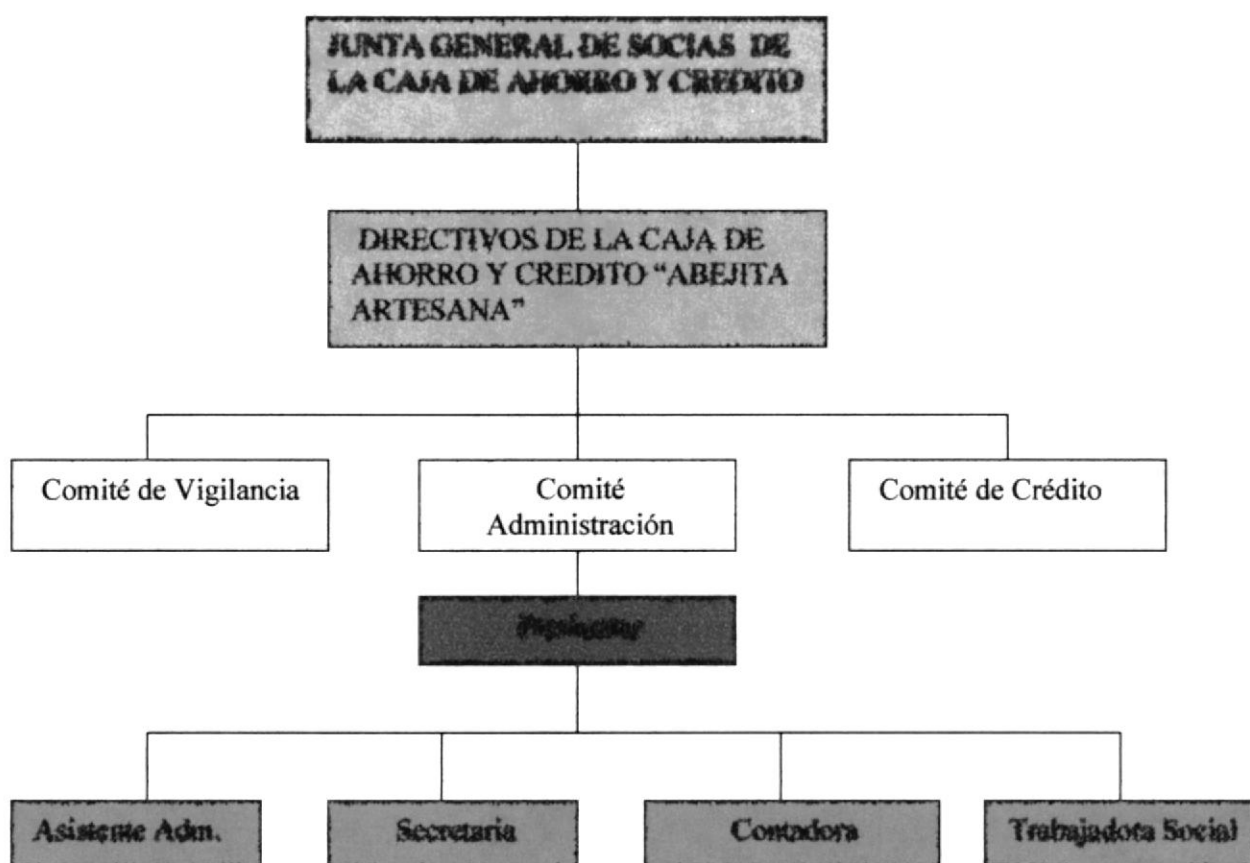 JUNTA GENERAL DE SOCIAS DE
LA CAJA DE AHORRO Y CREDITO
DIRECTIVOS DE LA CAJA DE
AHORRO Y CREDITO “ABEJITA
ARTESANA”
Comité de Vigilancia
Comité
Administración
Comité de Crédito
Asistente Adm.
Secretaria
Contadora
Trabajadora Social